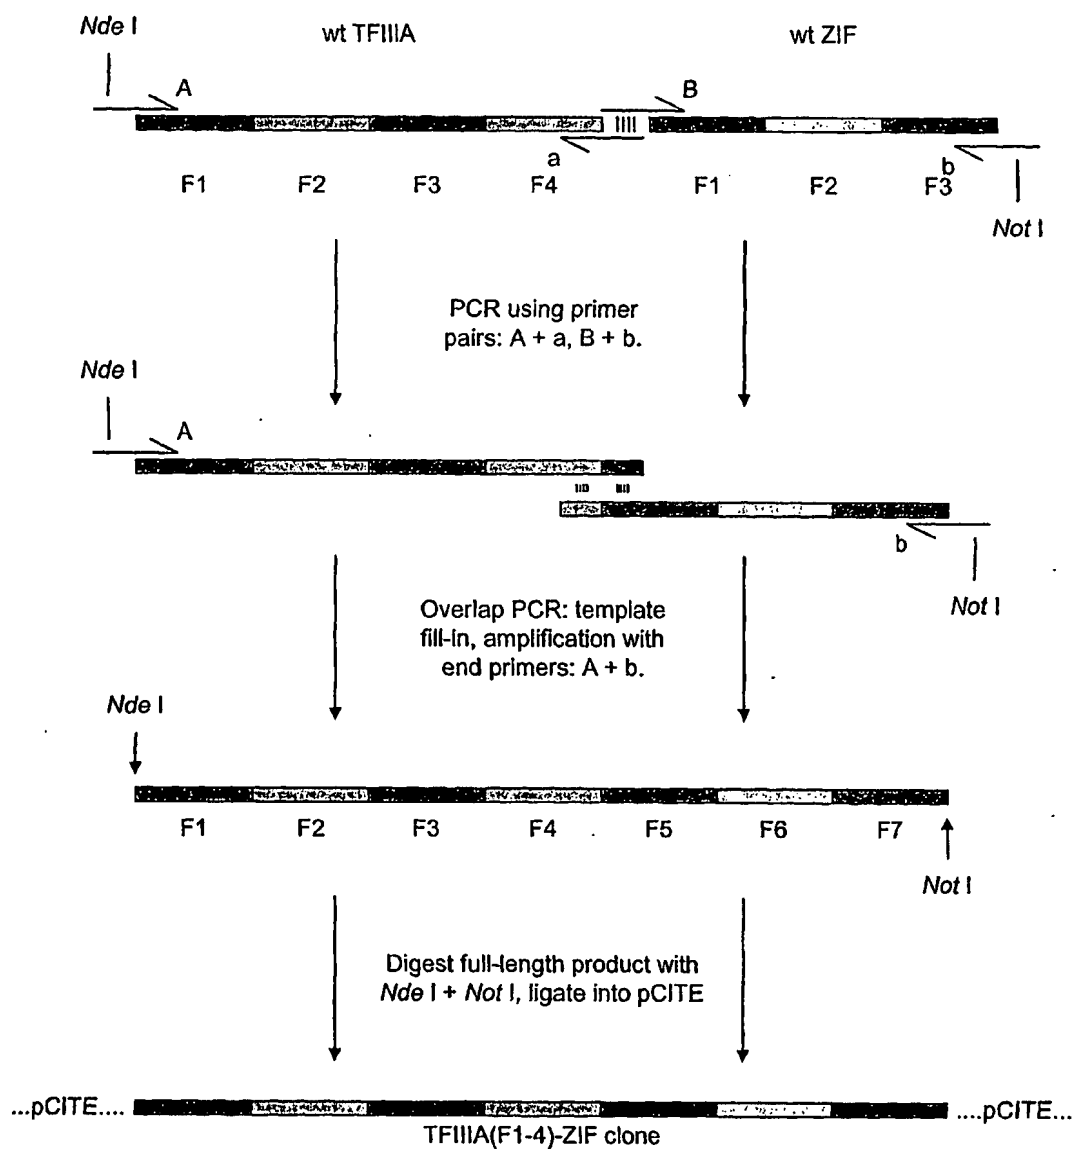 Nde I
wt TFIIIA
wt ZIF
A
B
a
b
F1 F2 F3 F4 F1 F2 F3
Not I
PCR using primer
pairs: A + a, B + b.
Nde I
A
b
Not I
Overlap PCR: template
fill-in, amplification with
end primers: A + b.
Nde I
F1 F2 F3 F4 F5 F6 F7
Not I
Digest full-length product with
Nde I + Not I, ligate into pCITE
...pCITE.... ....pCITE...
TFIIIA(F1-4)-ZIF clone